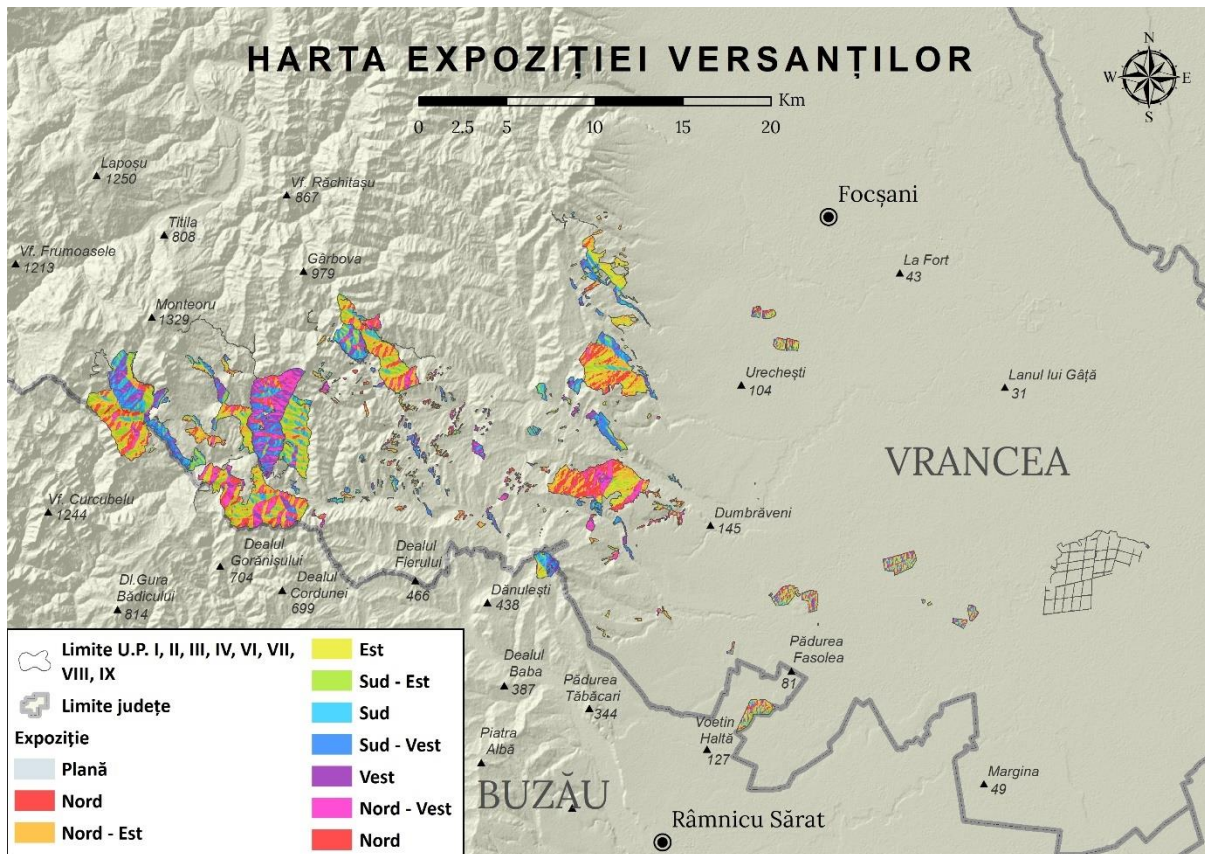 HARTA EXPOZIȚIEI VERSANȚILOR
N
W E
S
Km
0 2.5 5 10 15 20
Lapoșu
1250
Vf. Răchitașu
867
Focșani
Titila
808
Vf. Frumoasele
1213
Gârbova
979
La Fort
43
Monteoru
1329
Urechești
104
Lanul lui Gâță
31
VRANCEA
Vf. Curcubelu
1244
Dumbrăveni
145
Dealul
Gorănișului
704
Dealul
Cordunei
699
Dealul
Flerului
466
Dl.Gura
Bădicului
814
Dănulești
438
Pădurea
Fasolea
81
Dealul
Baba
387
Pădurea
Tăbăcari
344
Voetin
Haltă
127
Piatra
Albă
Margina
49
BUZĂU
Râmnicu Sărat
Limite U.P. I, II, III, IV, VI, VII,
VIII, IX
Limite județe
Expoziție
Plană
Nord
Nord - Est
Est
Sud - Est
Sud
Sud - Vest
Vest
Nord - Vest
Nord